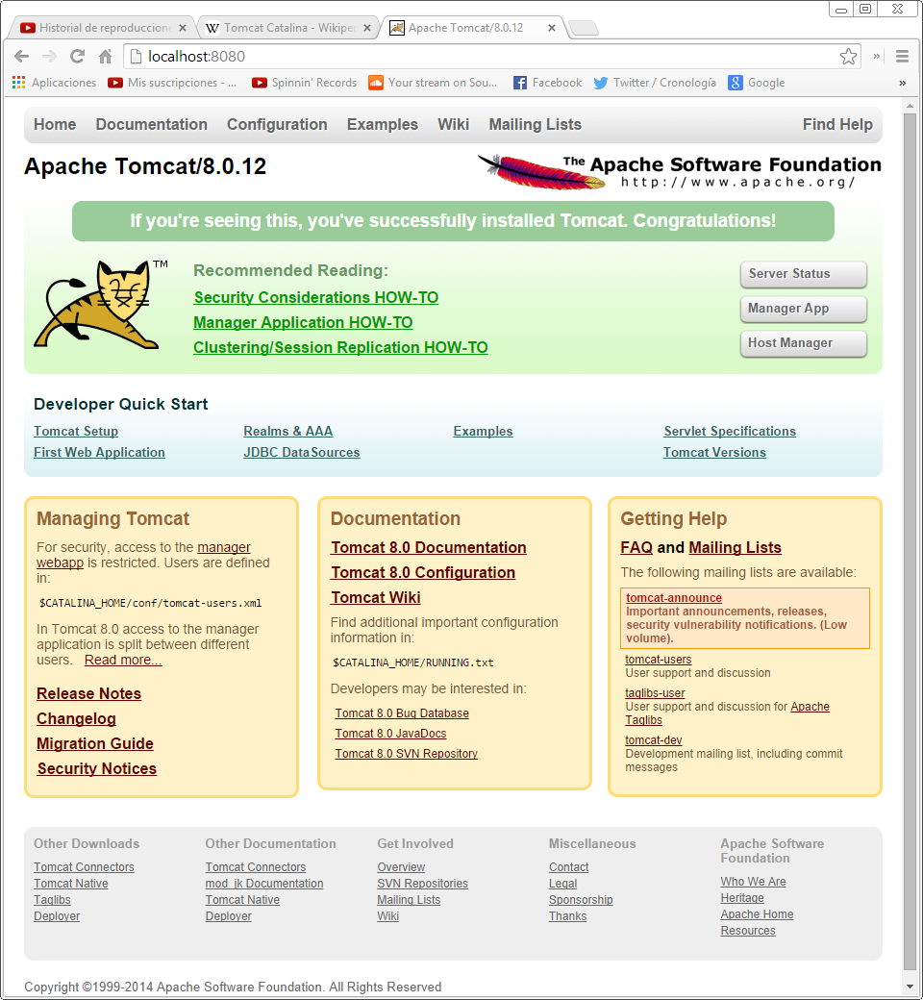 Historial de reproduccione
Tomcat Catalina - Wikipe
Apache Tomcat/8.0.12
localhost:8080
Aplicaciones
Mis suscripciones - ...
Spinnin' Records
Your stream on Sou...
Facebook
Twitter / Cronología
Google
Home Documentation Configuration Examples Wiki Mailing Lists Find Help
Apache Tomcat/8.0.12
The Apache Software Foundation
http://www.apache.org/
If you're seeing this, you've successfully installed Tomcat. Congratulations!
TM
Recommended Reading:
Security Considerations HOW-TO
Manager Application HOW-TO
Clustering/Session Replication HOW-TO
Server Status
Manager App
Host Manager
Developer Quick Start
Tomcat Setup
First Web Application
Realms & AAA
JDBC DataSources
Examples
Servlet Specifications
Tomcat Versions
Managing Tomcat
For security, access to the manager
webapp is restricted. Users are defined
in:
$CATALINA_HOME/conf/tomcat-users.xml
In Tomcat 8.0 access to the manager
application is split between different
users. Read more...
Release Notes
Changelog
Migration Guide
Security Notices
Documentation
Tomcat 8.0 Documentation
Tomcat 8.0 Configuration
Tomcat Wiki
Find additional important configuration
information in:
$CATALINA_HOME/RUNNING.txt
Developers may be interested in:
Tomcat 8.0 Bug Database
Tomcat 8.0 JavaDocs
Tomcat 8.0 SVN Repository
Getting Help
FAQ and Mailing Lists
The following mailing lists are available:
tomcat-announce
Important announcements, releases,
security vulnerability notifications. (Low
volume).
tomcat-users
User support and discussion
taglibs-user
User support and discussion for Apache
Taglibs
tomcat-dev
Development mailing list, including commit
messages
Other Downloads
Tomcat Connectors
Tomcat Native
Taglibs
Deployer
Other Documentation
Tomcat Connectors
mod_jk Documentation
Tomcat Native
Deployer
Get Involved
Overview
SVN Repositories
Mailing Lists
Wiki
Miscellaneous
Contact
Legal
Sponsorship
Thanks
Apache Software
Foundation
Who We Are
Heritage
Apache Home
Resources
Copyright ©1999-2014 Apache Software Foundation. All Rights Reserved